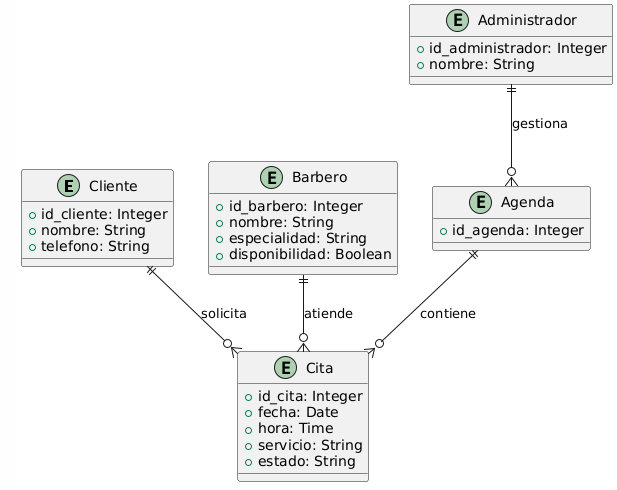 E Administrador
id_administrador: Integer
nombre: String
gestiona
E Cliente
id_cliente: Integer
nombre: String
telefono: String
E Barbero
id_barbero: Integer
nombre: String
especialidad: String
disponibilidad: Boolean
E Agenda
id_agenda: Integer
solicita
atiende
contiene
E Cita
id_cita: Integer
fecha: Date
hora: Time
servicio: String
estado: String